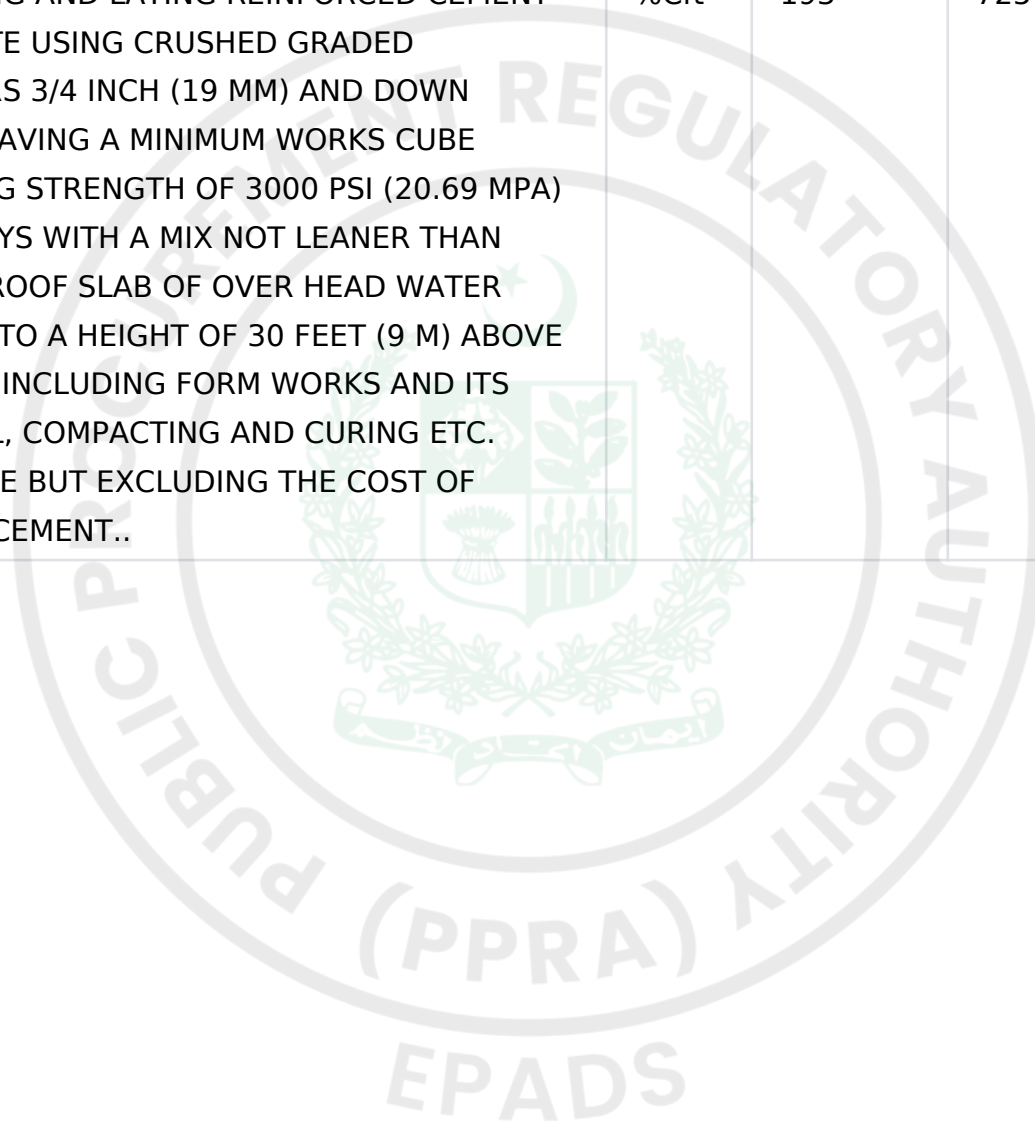 NG AND LAYING REINFORCED CEMENT %Cft 193 725
TE USING CRUSHED GRADED
AS 3/4 INCH (19 MM) AND DOWN
AVING A MINIMUM WORKS CUBE
G STRENGTH OF 3000 PSI (20.69 MPA)
YS WITH A MIX NOT LEANER THAN
ROOF SLAB OF OVER HEAD WATER
TO A HEIGHT OF 30 FEET (9 M) ABOVE
INCLUDING FORM WORKS AND ITS
L, COMPACTING AND CURING ETC.
E BUT EXCLUDING THE COST OF
CEMENT..
PUBLIC PROCUREMENT REGULATORY AUTHORITY
(PPRA)
EPADS